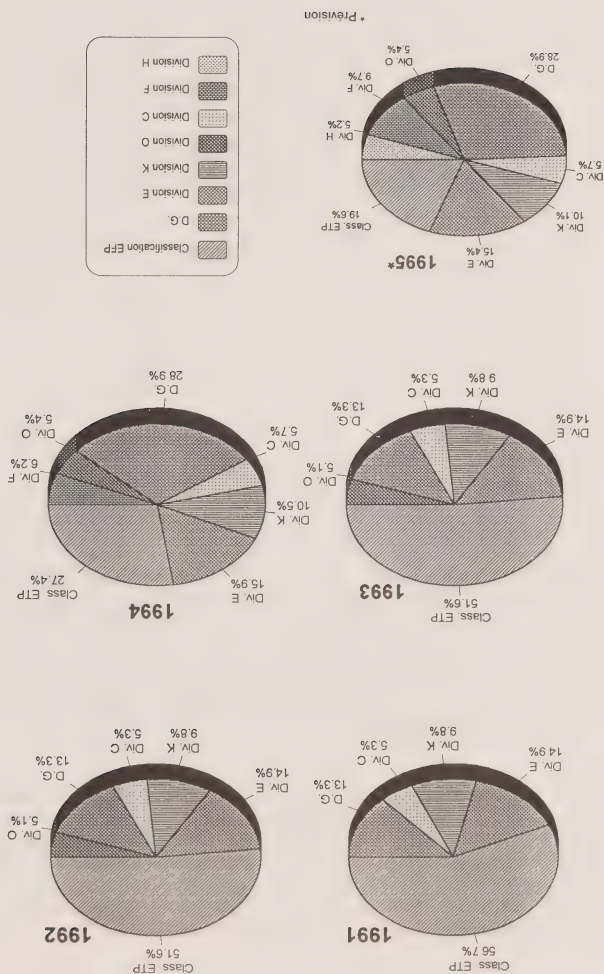 Class. ETP
56.7%
1991
Div. E
14.9%
Div. K
9.8%
Div. C
5.3%
D.G.
13.3%
Class. ETP
51.6%
1992
Div. E
14.9%
Div. K
9.8%
Div. C
5.3%
D.G.
13.3%
Div. O
5.1%
Class. ETP
51.6%
1993
Div. E
14.9%
Div. K
9.8%
Div. C
5.3%
D.G.
13.3%
Div. O
5.1%
1994
Div. E
15.9%
Class. ETP
27.4%
Div. K
10.5%
Div. F
6.2%
Div. C
5.7%
Div. O
5.4%
D.G.
28.9%
1995*
Div. E
15.4%
Class. ETP
19.6%
Div. K
10.1%
Div. H
5.2%
Div. C
5.7%
Div. F
9.7%
D.G.
28.9%
Div. O
5.4%
Classification EFP
D.G.
Division E
Division K
Division O
Division C
Division F
Division H
* Prévision